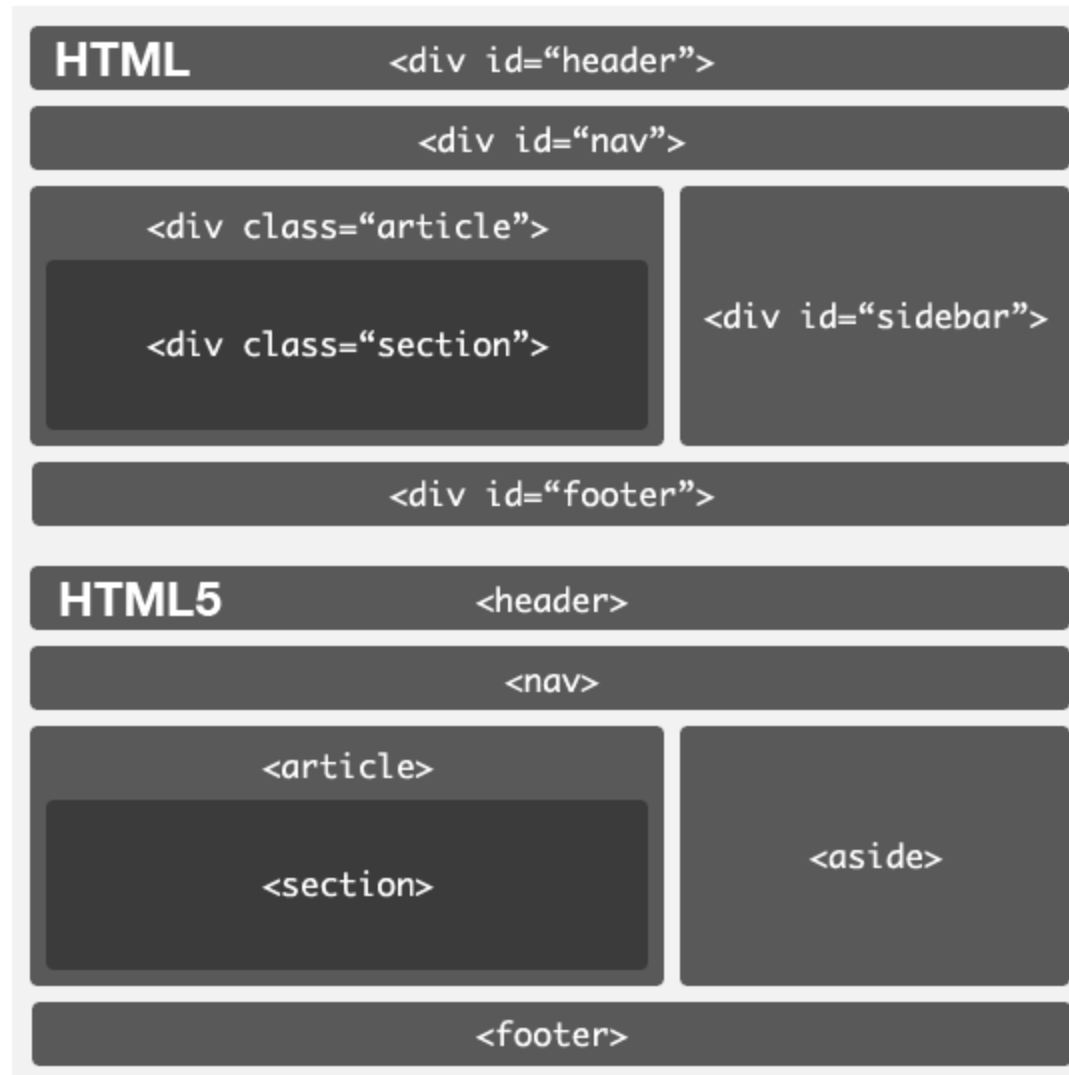 HTML <div id=“header”>
<div id=“nav”>
<div class=“article”>
<div class=“section”>
<div id=“sidebar”>
<div id=“footer”>
HTML5 <header>
<nav>
<article>
<section>
<aside>
<footer>